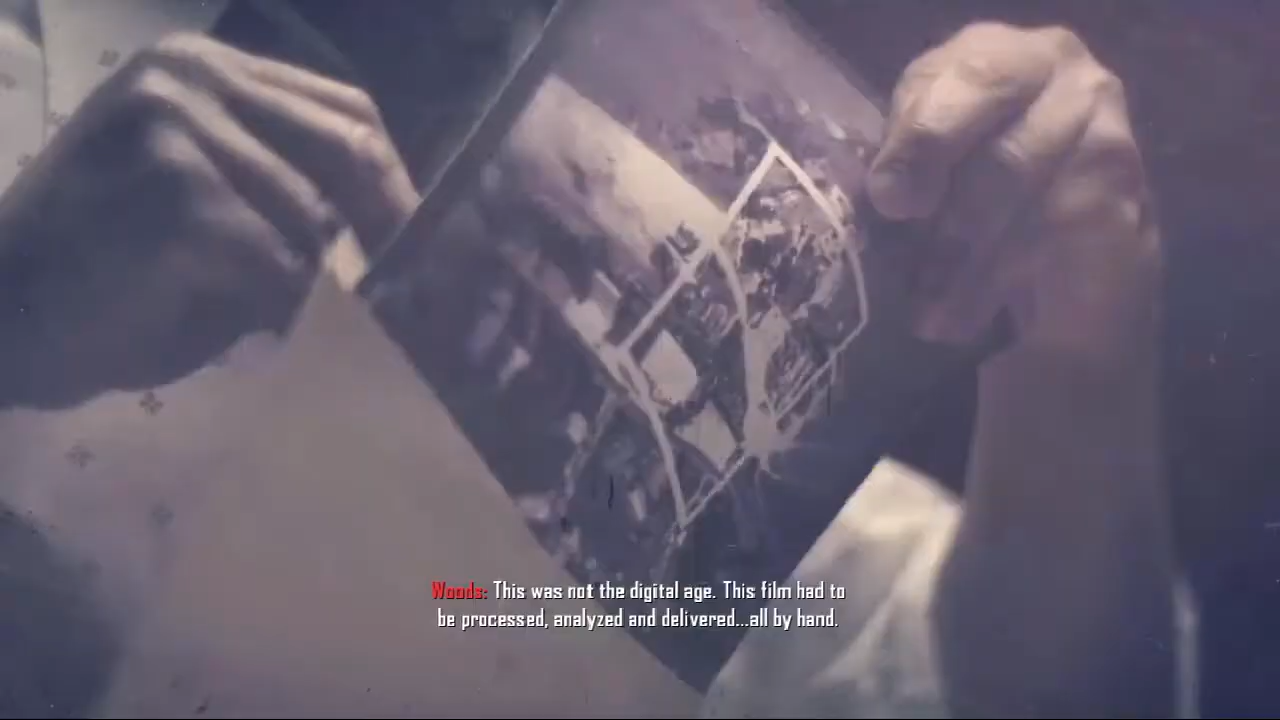 Woods: This was not the digital age. This film had to
be processed, analyzed and delivered...all by hand.